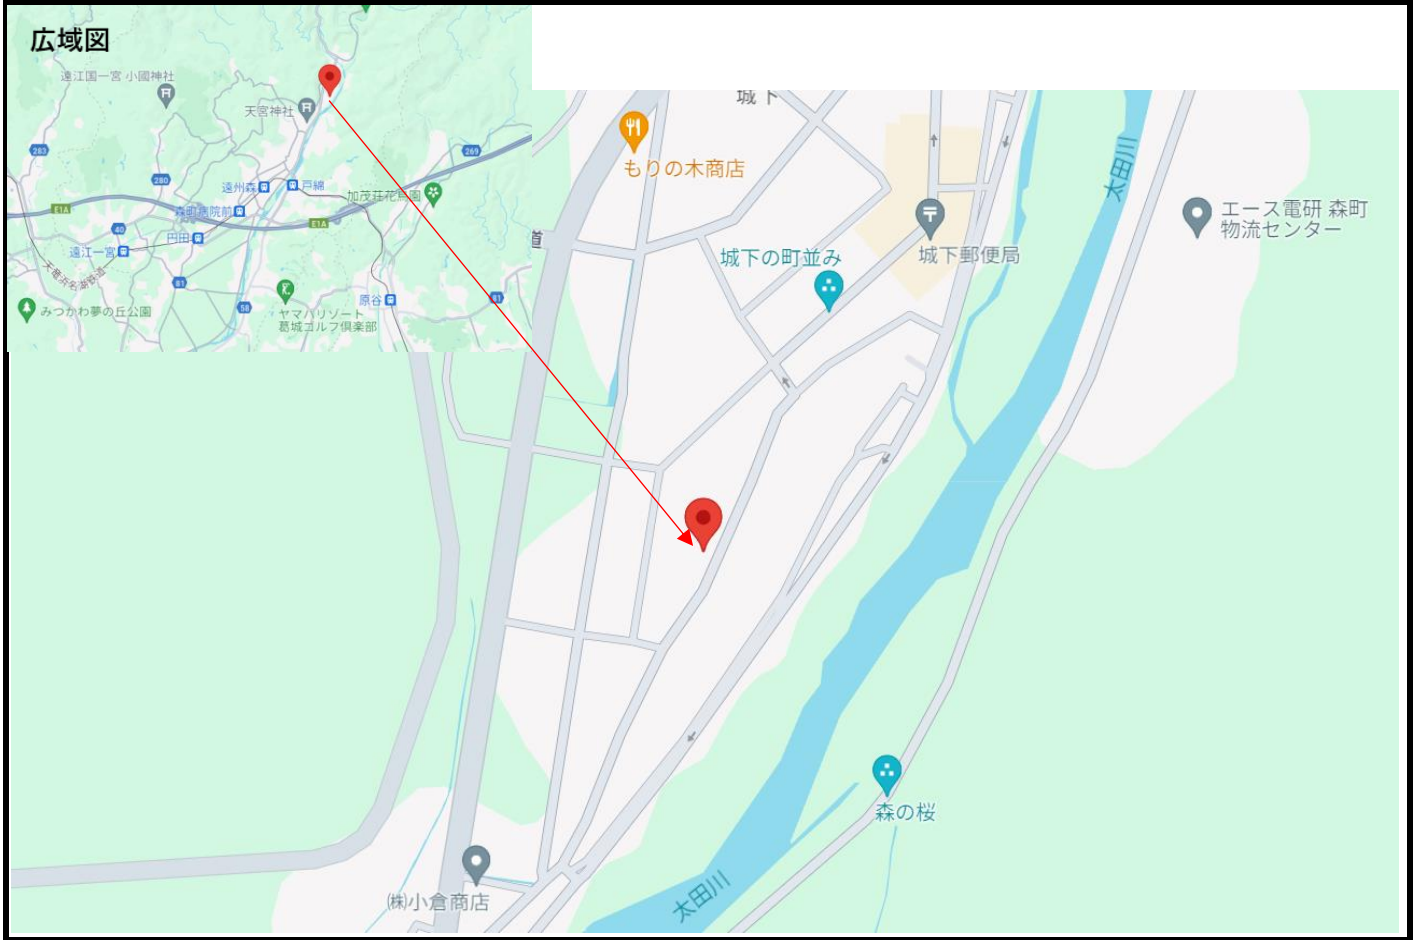 広域図
遠江国一宮 小國神社
天宮神社
283
280
269
遠州森
戸綿
加茂荘花鳥園
E1A
森町病院前
40
E1A
円田
遠江一宮
天竜浜名湖鉄道
81
58
原谷
81
みつかわ夢の丘公園
ヤマハリゾート
葛城ゴルフ倶楽部
城下
もりの木商店
太田川
エース電研 森町
物流センター
道
城下の町並み
城下郵便局
森の桜
㈱小倉商店
太田川